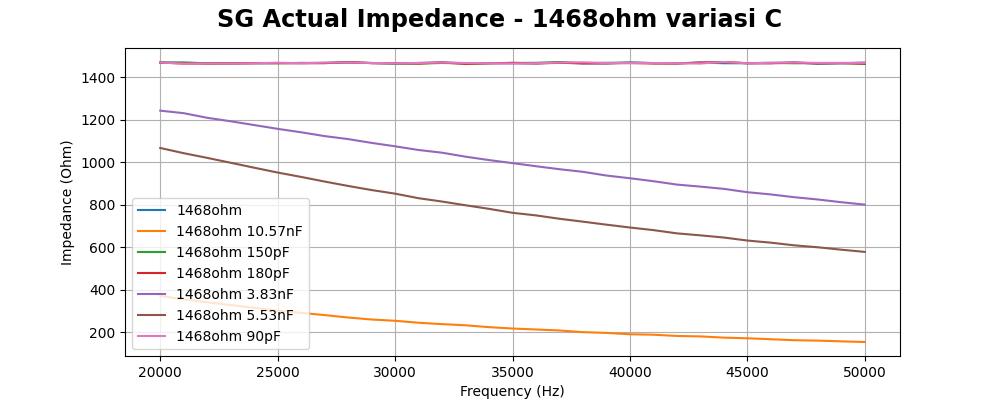 SG Actual Impedance - 1468ohm variasi C
Impedance (Ohm)
1400
1200
1000
800
600
400
200
1468ohm
1468ohm 10.57nF
1468ohm 150pF
1468ohm 180pF
1468ohm 3.83nF
1468ohm 5.53nF
1468ohm 90pF
20000 25000 30000 35000 40000 45000 50000
Frequency (Hz)